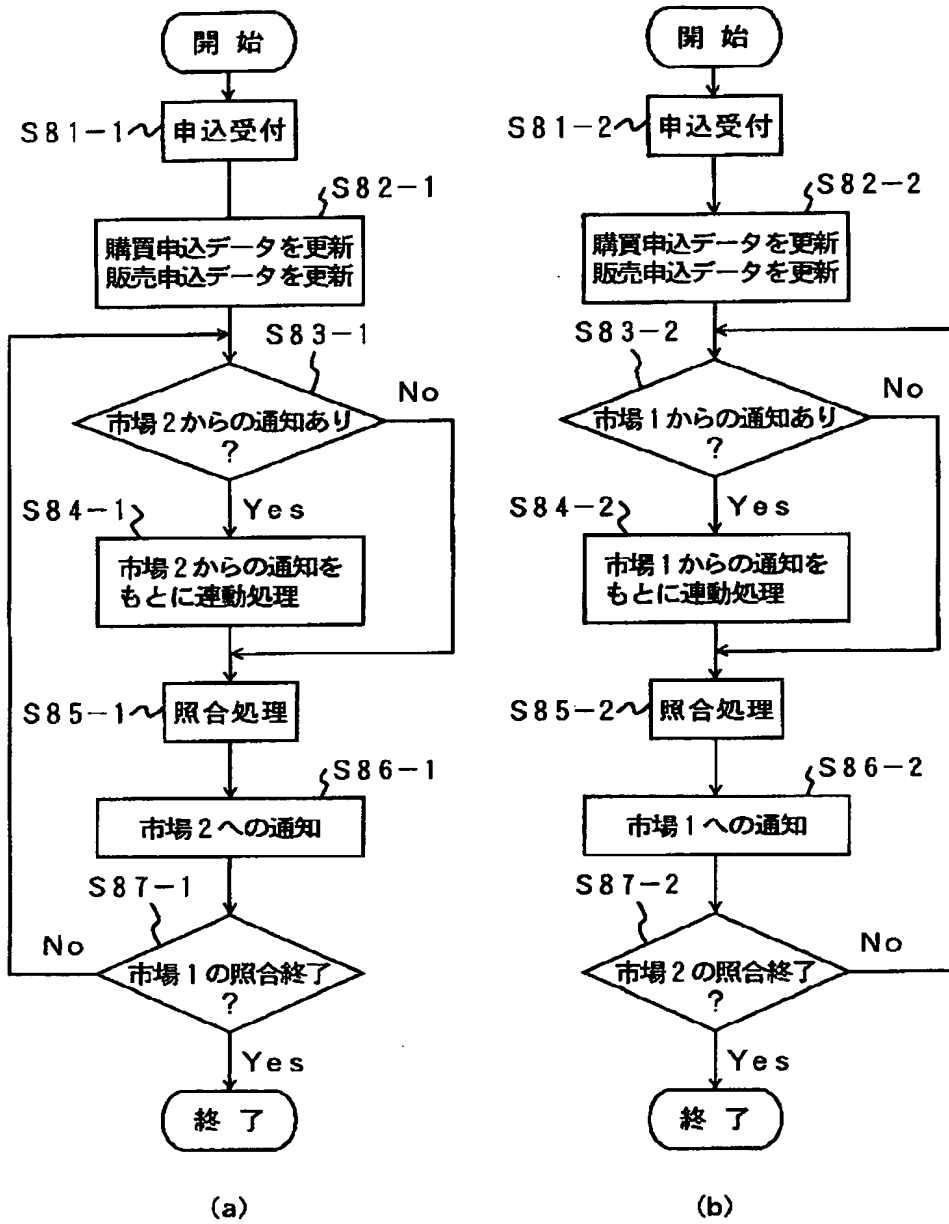 開始
S81-1
申込受付
S82-1
購買申込データを更新
販売申込データを更新
S83-1
市場2からの通知あり
?
No
Yes
S84-1
市場2からの通知を
もとに連動処理
S85-1
照合処理
S86-1
市場2への通知
S87-1
市場1の照合終了
?
No
Yes
終了
(a)
開始
S81-2
申込受付
S82-2
購買申込データを更新
販売申込データを更新
S83-2
市場1からの通知あり
?
No
Yes
S84-2
市場1からの通知を
もとに連動処理
S85-2
照合処理
S86-2
市場1への通知
S87-2
市場2の照合終了
?
No
Yes
終了
(b)